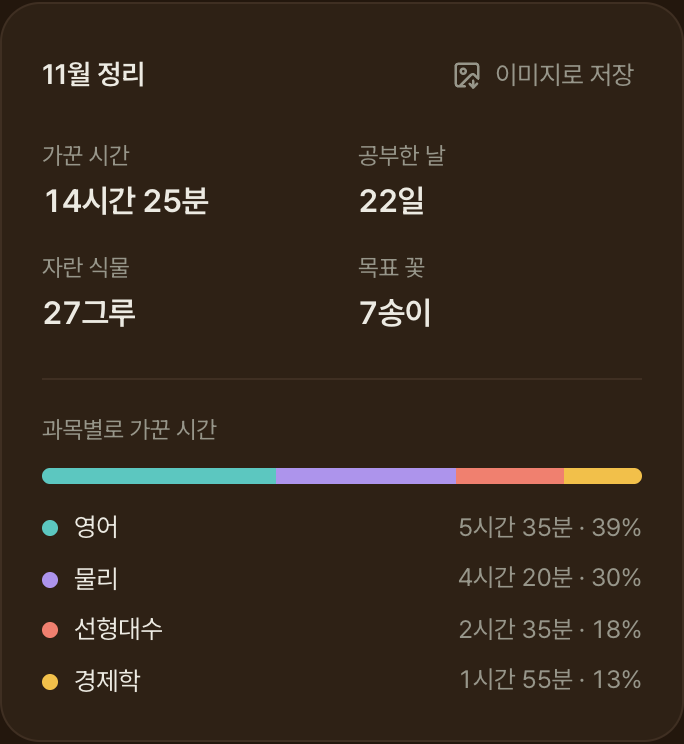 11월 정리
이미지로 저장
가꾼 시간
공부한 날
14시간 25분
22일
자란 식물
목표 꽃
27그루
7송이
과목별로 가꾼 시간
영어 5시간 35분 · 39%
물리 4시간 20분 · 30%
선형대수 2시간 35분 · 18%
경제학 1시간 55분 · 13%